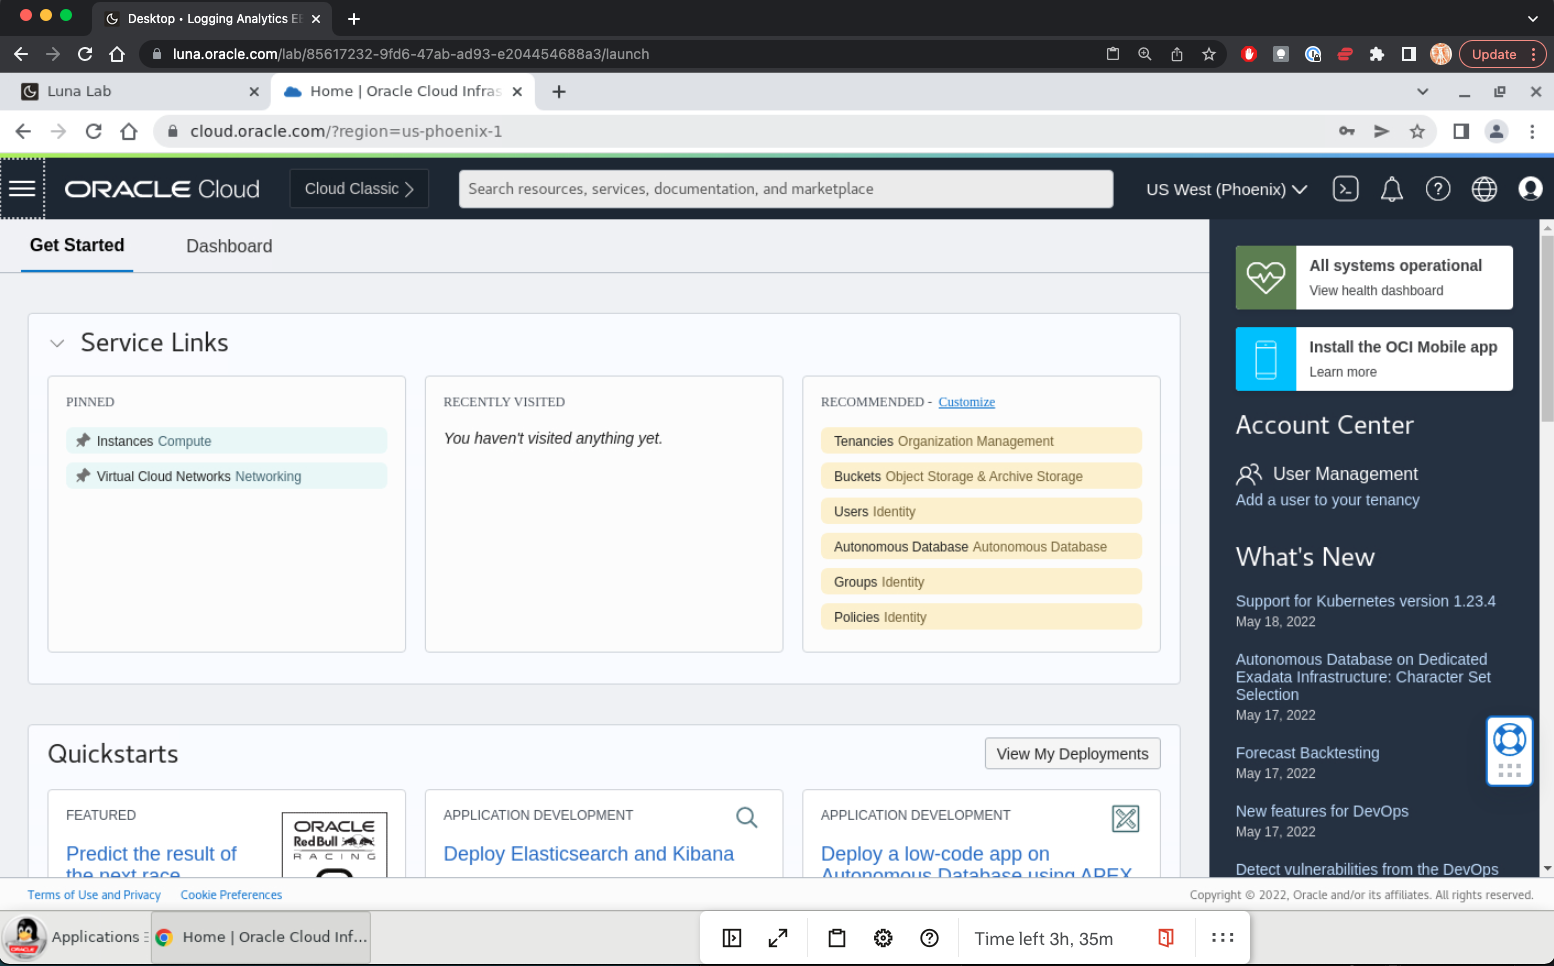 Desktop • Logging Analytics
luna.oracle.com/lab/85617232-9fd6-47ab-ad93-e204454688a3/launch
Update
Luna Lab
Home | Oracle Cloud Infras
cloud.oracle.com/?region=us-phoenix-1
ORACLE Cloud
Cloud Classic
Search resources, services, documentation, and marketplace
US West (Phoenix)
Get Started
Dashboard
Service Links
PINNED
Instances Compute
Virtual Cloud Networks Networking
RECENTLY VISITED
You haven't visited anything yet.
RECOMMENDED - Customize
Tenancies Organization Management
Buckets Object Storage & Archive Storage
Users Identity
Autonomous Database Autonomous Database
Groups Identity
Policies Identity
All systems operational
View health dashboard
Install the OCI Mobile app
Learn more
Account Center
User Management
Add a user to your tenancy
What's New
Support for Kubernetes version 1.23.4
May 18, 2022
Autonomous Database on Dedicated
Exadata Infrastructure: Character Set
Selection
May 17, 2022
Forecast Backtesting
May 17, 2022
New features for DevOps
May 17, 2022
Detect vulnerabilities from the DevOps
Quickstarts
View My Deployments
FEATURED
Predict the result of
the next race
ORACLE
Red Bull
RACING
APPLICATION DEVELOPMENT
Deploy Elasticsearch and Kibana
APPLICATION DEVELOPMENT
Deploy a low-code app on
Autonomous Database using APEX
Terms of Use and Privacy
Cookie Preferences
Copyright © 2022, Oracle and/or its affiliates. All rights reserved.
ORACLE
Applications
Home | Oracle Cloud Inf...
Time left 3h, 35m